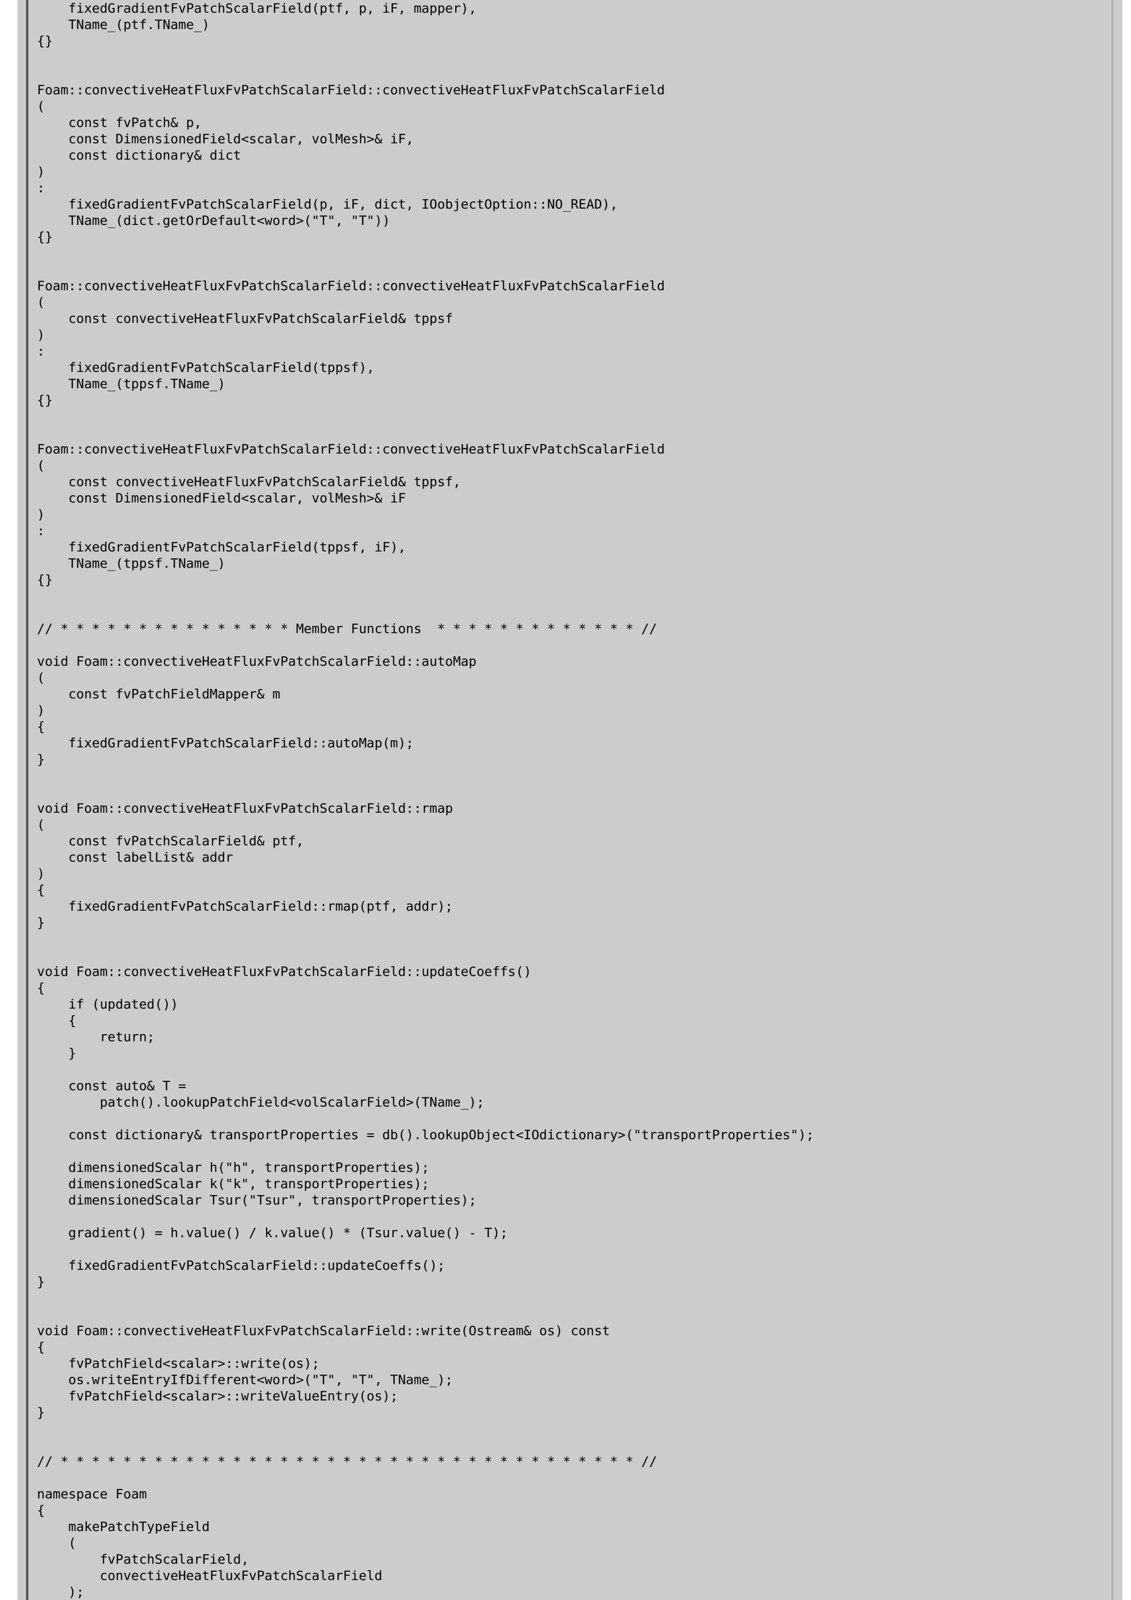 fixedGradientFvPatchScalarField(ptf, p, iF, mapper),
    TName_(ptf.TName_)
{}


Foam::convectiveHeatFluxFvPatchScalarField::convectiveHeatFluxFvPatchScalarField
(
    const fvPatch& p,
    const DimensionedField<scalar, volMesh>& iF,
    const dictionary& dict
)
:
    fixedGradientFvPatchScalarField(p, iF, dict, IOobjectOption::NO_READ),
    TName_(dict.getOrDefault<word>("T", "T"))
{}


Foam::convectiveHeatFluxFvPatchScalarField::convectiveHeatFluxFvPatchScalarField
(
    const convectiveHeatFluxFvPatchScalarField& tppsf
)
:
    fixedGradientFvPatchScalarField(tppsf),
    TName_(tppsf.TName_)
{}


Foam::convectiveHeatFluxFvPatchScalarField::convectiveHeatFluxFvPatchScalarField
(
    const convectiveHeatFluxFvPatchScalarField& tppsf,
    const DimensionedField<scalar, volMesh>& iF
)
:
    fixedGradientFvPatchScalarField(tppsf, iF),
    TName_(tppsf.TName_)
{}


// * * * * * * * * * * * * * * * Member Functions  * * * * * * * * * * * * * //

void Foam::convectiveHeatFluxFvPatchScalarField::autoMap
(
    const fvPatchFieldMapper& m
)
{
    fixedGradientFvPatchScalarField::autoMap(m);
}


void Foam::convectiveHeatFluxFvPatchScalarField::rmap
(
    const fvPatchScalarField& ptf,
    const labelList& addr
)
{
    fixedGradientFvPatchScalarField::rmap(ptf, addr);
}


void Foam::convectiveHeatFluxFvPatchScalarField::updateCoeffs()
{
    if (updated())
    {
        return;
    }

    const auto& T =
        patch().lookupPatchField<volScalarField>(TName_);

    const dictionary& transportProperties = db().lookupObject<IOdictionary>("transportProperties");

    dimensionedScalar h("h", transportProperties);
    dimensionedScalar k("k", transportProperties);
    dimensionedScalar Tsur("Tsur", transportProperties);

    gradient() = h.value() / k.value() * (Tsur.value() - T);

    fixedGradientFvPatchScalarField::updateCoeffs();
}


void Foam::convectiveHeatFluxFvPatchScalarField::write(Ostream& os) const
{
    fvPatchField<scalar>::write(os);
    os.writeEntryIfDifferent<word>("T", "T", TName_);
    fvPatchField<scalar>::writeValueEntry(os);
}


// * * * * * * * * * * * * * * * * * * * * * * * * * * * * * * * * * * * * * //

namespace Foam
{
    makePatchTypeField
    (
        fvPatchScalarField,
        convectiveHeatFluxFvPatchScalarField
    );